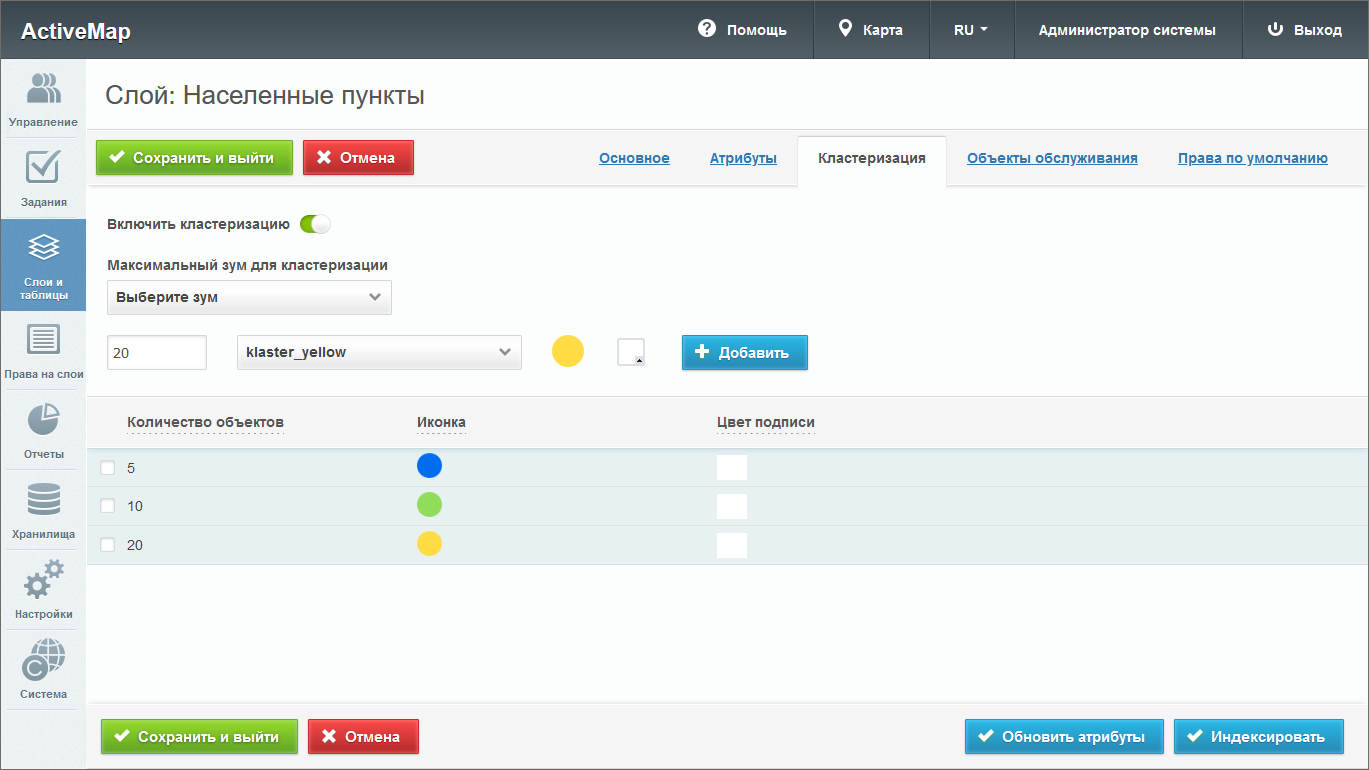 ActiveMap
Помощь
Карта
RU
Администратор системы
Выход
Управление
Задания
Слои и
таблицы
Права на слои
Отчеты
Хранилища
Настройки
Система
Слой: Населенные пункты
Сохранить и выйти
Отмена
Основное
Атрибуты
Кластеризация
Объекты обслуживания
Права по умолчанию
Включить кластеризацию
Максимальный зум для кластеризации
Выберите зум
20
klaster_yellow
Добавить
Количество объектов
Иконка
Цвет подписи
5
10
20
Сохранить и выйти
Отмена
Обновить атрибуты
Индексировать